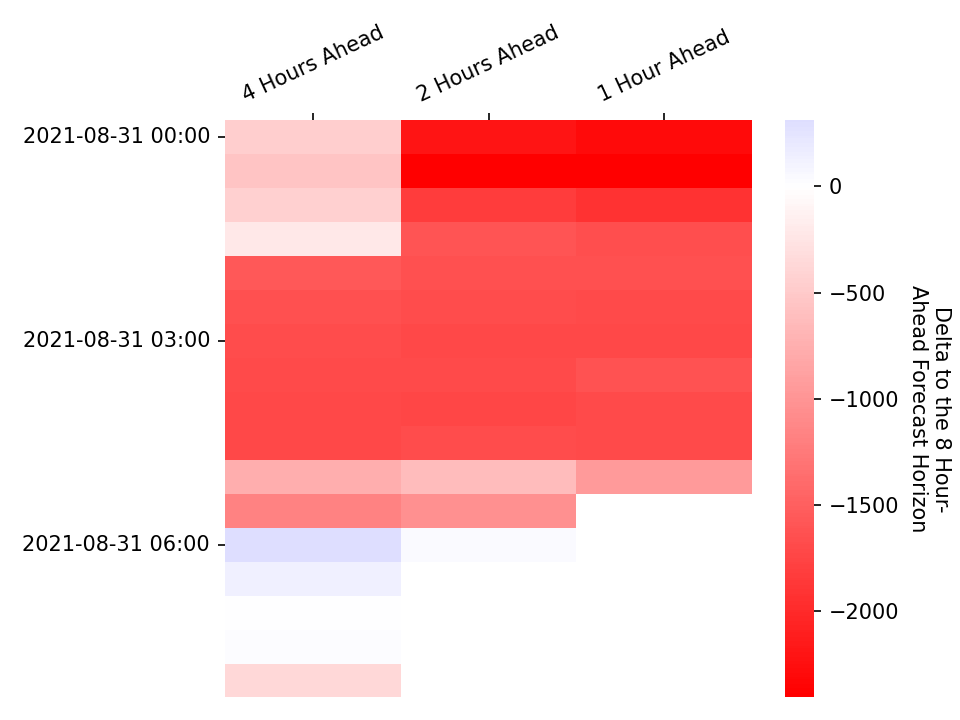 4 Hours Ahead
2 Hours Ahead
1 Hour Ahead
2021-08-31 00:00
2021-08-31 03:00
2021-08-31 06:00
0
−500
−1000
−1500
−2000
Delta to the 8 Hour-
Ahead Forecast Horizon